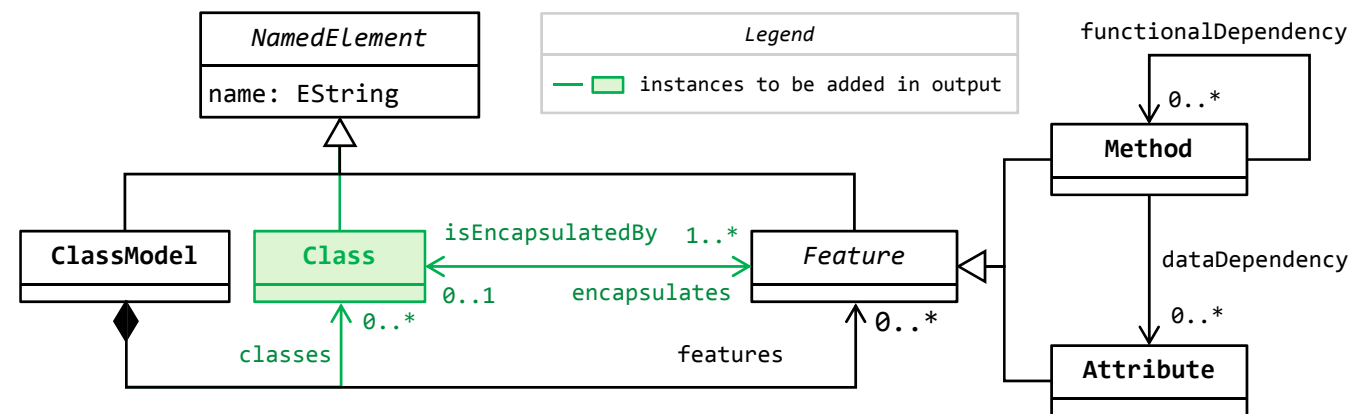 NamedElement
name: EString
Legend
instances to be added in output
functionalDependency
0..*
Method
ClassModel
Class
isEncapsulatedBy
1..*
0..1
encapsulates
Feature
dataDependency
0..*
0..*
0..*
classes
features
Attribute